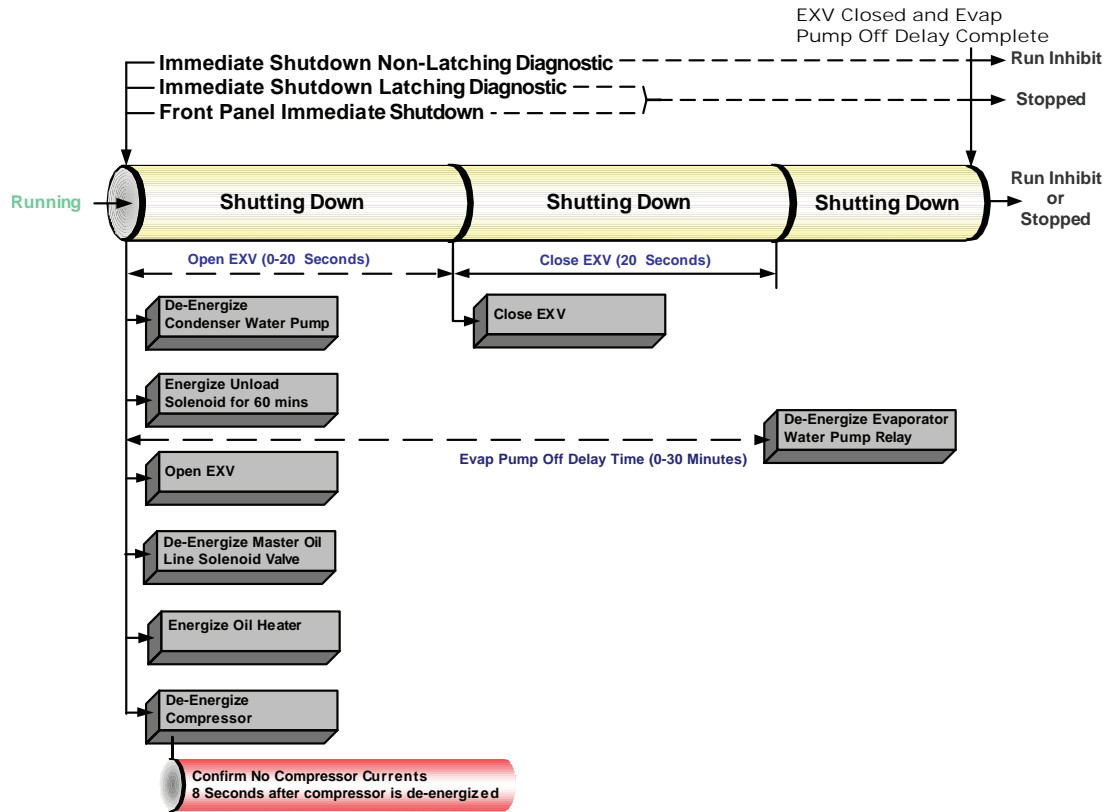 EXV Closed and Evap
Pump Off Delay Complete
Immediate Shutdown Non-Latching Diagnostic
Run Inhibit
Immediate Shutdown Latching Diagnostic
Stopped
Front Panel Immediate Shutdown
Running
Shutting Down
Shutting Down
Shutting Down
Run Inhibit
or
Stopped
Open EXV (0-20 Seconds)
Close EXV (20 Seconds)
De-Energize
Condenser Water Pump
Close EXV
Energize Unload
Solenoid for 60 mins
De-Energize Evaporator
Water Pump Relay
Evap Pump Off Delay Time (0-30 Minutes)
Open EXV
De-Energize Master Oil
Line Solenoid Valve
Energize Oil Heater
De-Energize
Compressor
Confirm No Compressor Currents
8 Seconds after compressor is de-energized